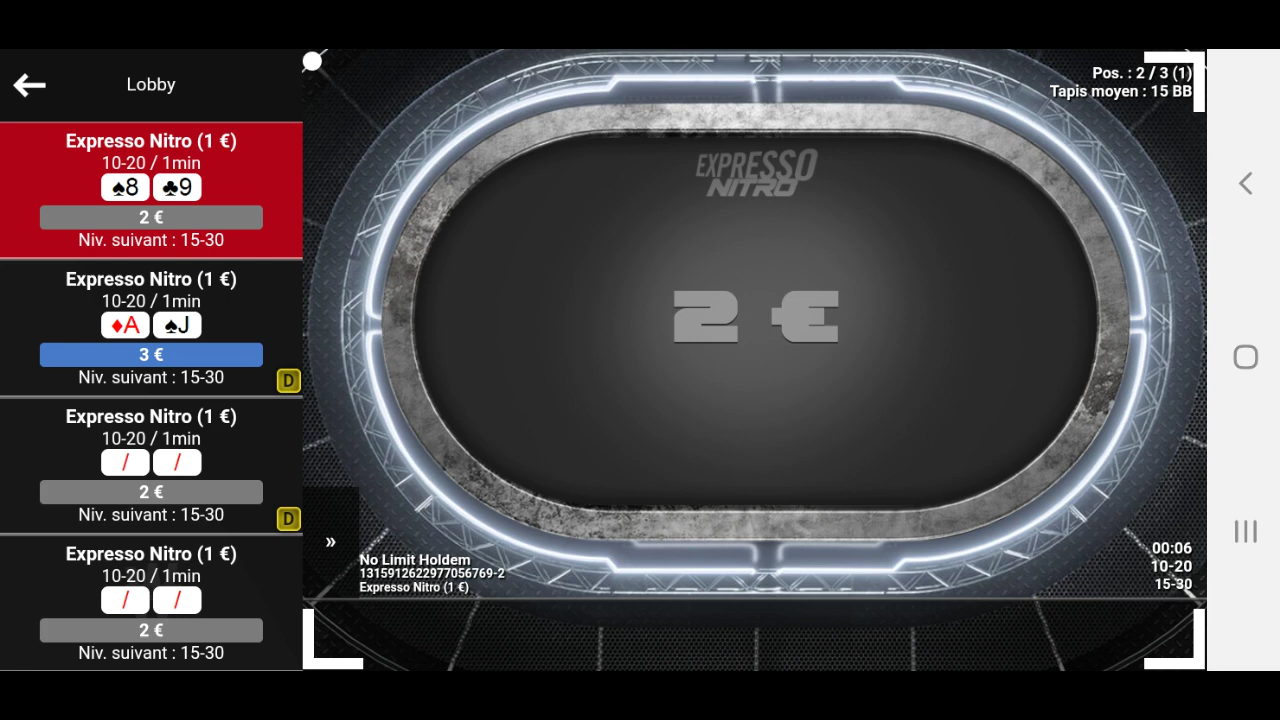 Lobby
Expresso Nitro (1 €)
10-20 / 1min
♠8 ♣9
2 €
Niv. suivant : 15-30
Expresso Nitro (1 €)
10-20 / 1min
♦A ♠J
3 €
Niv. suivant : 15-30
D
Expresso Nitro (1 €)
10-20 / 1min
/ /
2 €
Niv. suivant : 15-30
D
Expresso Nitro (1 €)
10-20 / 1min
/ /
2 €
Niv. suivant : 15-30
Pos. : 2 / 3 (1)
Tapis moyen : 15 BB
EXPRESSO
NITRO
2 €
»
No Limit Holdem
1315912622977056769-2
Expresso Nitro (1 €)
00:06
10-20
15-30